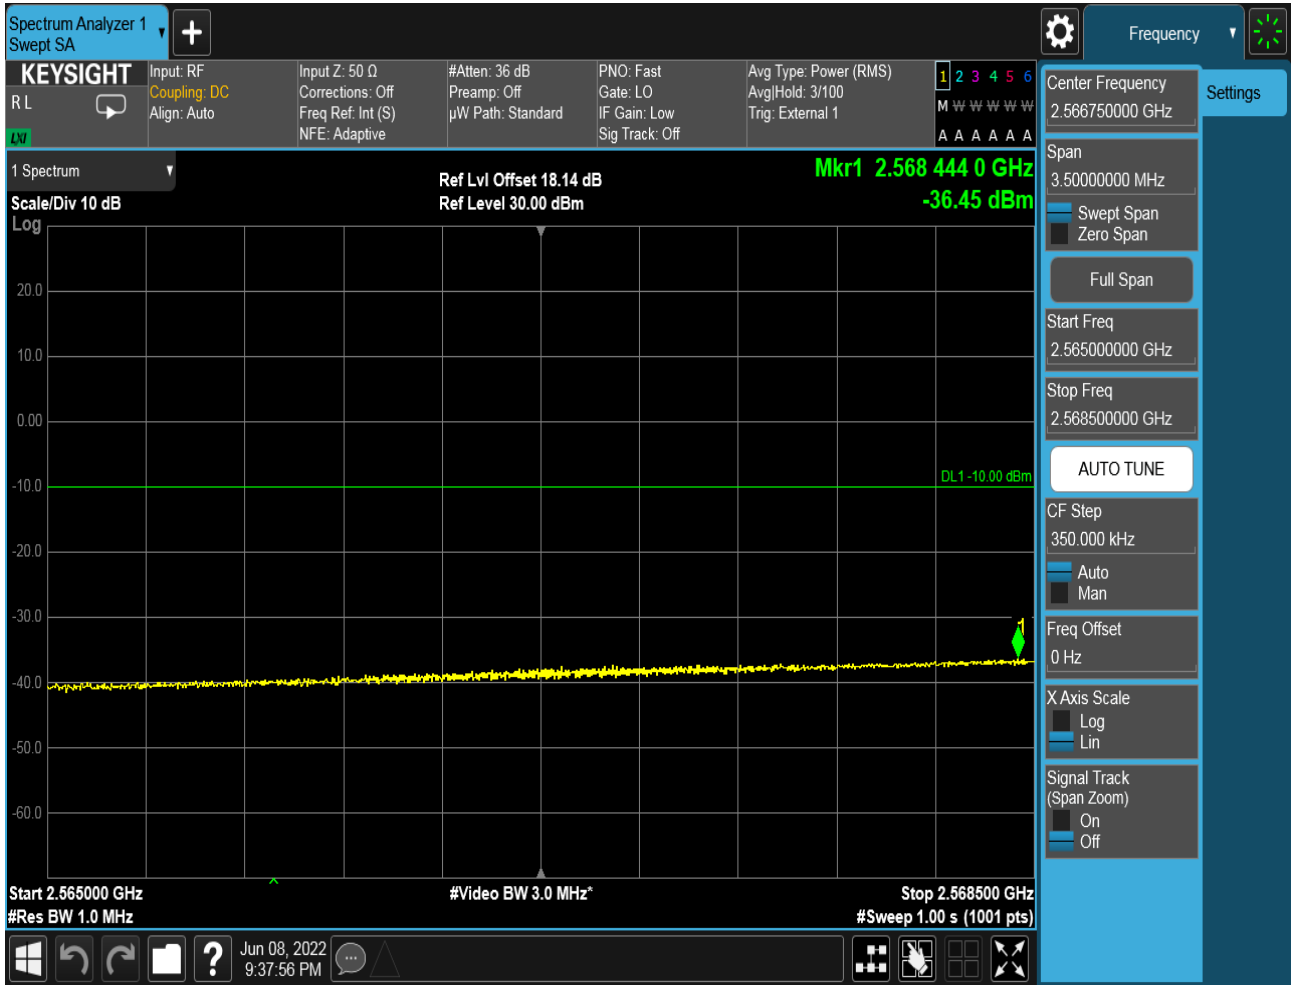 Spectrum Analyzer 1
Swept SA
Frequency
KEYSIGHT
R L
LXI
Input: RF
Coupling: DC
Align: Auto
Input Z: 50 Ω
Corrections: Off
Freq Ref: Int (S)
NFE: Adaptive
#Atten: 36 dB
Preamp: Off
µW Path: Standard
PNO: Fast
Gate: LO
IF Gain: Low
Sig Track: Off
Avg Type: Power (RMS)
Avg|Hold: 3/100
Trig: External 1
1 2 3 4 5 6
M W W W W W
A A A A A A
1 Spectrum
Scale/Div 10 dB
Log
Ref Lvl Offset 18.14 dB
Ref Level 30.00 dBm
Mkr1 2.568 444 0 GHz
-36.45 dBm
20.0
10.0
0.00
-10.0
-20.0
-30.0
-40.0
-50.0
-60.0
DL1 -10.00 dBm
1
Start 2.565000 GHz
#Res BW 1.0 MHz
#Video BW 3.0 MHz*
Stop 2.568500 GHz
#Sweep 1.00 s (1001 pts)
Center Frequency
2.566750000 GHz
Settings
Span
3.50000000 MHz
Swept Span
Zero Span
Full Span
Start Freq
2.565000000 GHz
Stop Freq
2.568500000 GHz
AUTO TUNE
CF Step
350.000 kHz
Auto
Man
Freq Offset
0 Hz
X Axis Scale
Log
Lin
Signal Track
(Span Zoom)
On
Off
Jun 08, 2022
9:37:56 PM